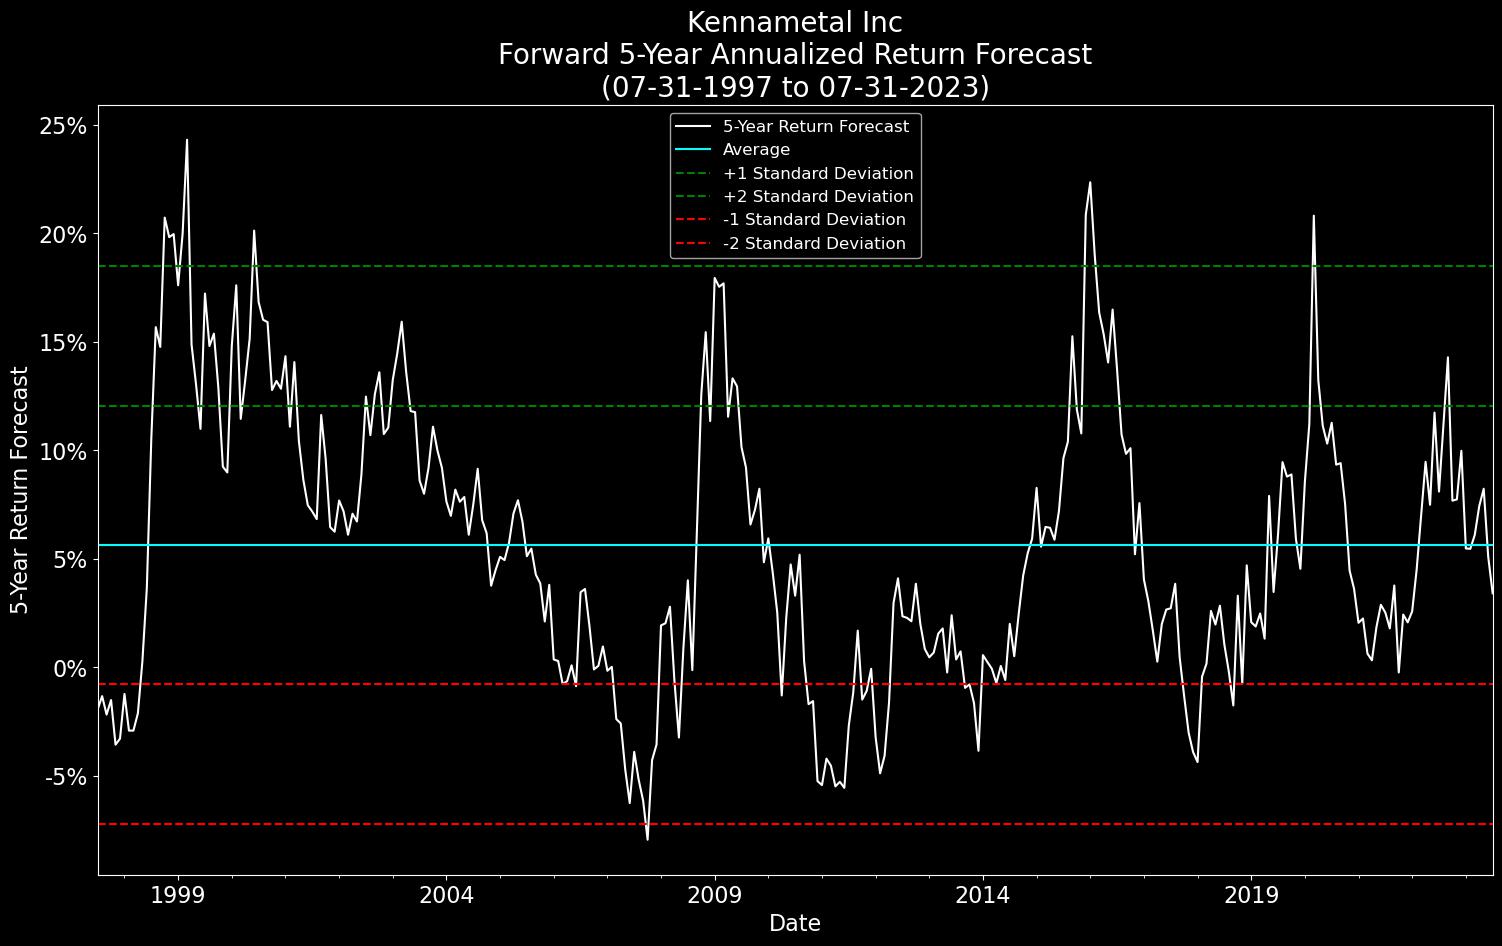 Kennametal Inc
Forward 5-Year Annualized Return Forecast
(07-31-1997 to 07-31-2023)
5-Year Return Forecast
Average
+1 Standard Deviation
+2 Standard Deviation
-1 Standard Deviation
-2 Standard Deviation
25%
20%
15%
10%
5%
0%
-5%
5-Year Return Forecast
1999 2004 2009 2014 2019
Date